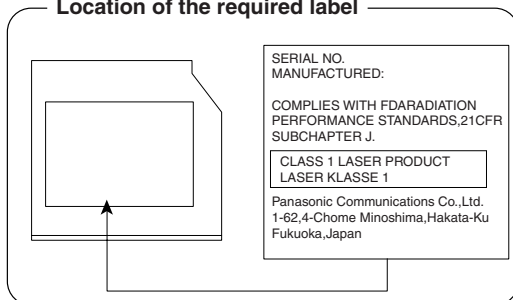 Location of the required label
SERIAL NO.
MANUFACTURED:
COMPLIES WITH FDARADIATION
PERFORMANCE STANDARDS,21CFR
SUBCHAPTER J.
CLASS 1 LASER PRODUCT
LASER KLASSE 1
Panasonic Communications Co.,Ltd.
1-62,4-Chome Minoshima,Hakata-Ku
Fukuoka,Japan